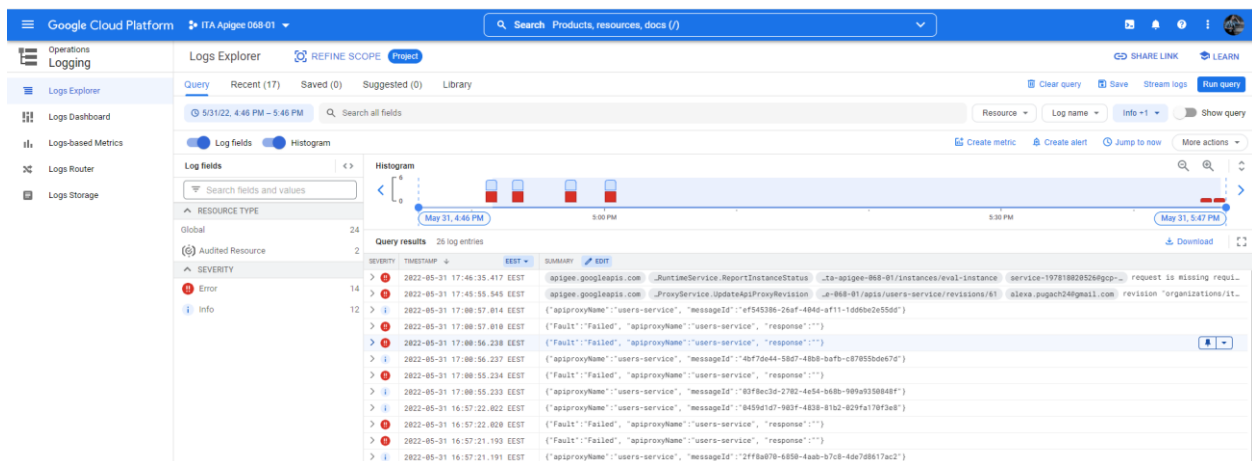 Google Cloud Platform ITA Apigee 068-01 Search Products, resources, docs (/)
Operations
Logging
Logs Explorer REFINE SCOPE Project SHARE LINK LEARN
Logs Explorer
Logs Dashboard
Logs-based Metrics
Logs Router
Logs Storage
Query Recent (17) Saved (0) Suggested (0) Library Clear query Save Stream logs Run query
5/31/22, 4:46 PM – 5:46 PM Search all fields Resource Log name Info +1 Show query
Log fields Histogram Create metric Create alert Jump to now More actions
Log fields
Search fields and values
RESOURCE TYPE
Global 24
Audited Resource 2
SEVERITY
Error 14
Info 12
Histogram
6
0
May 31, 4:46 PM 5:00 PM 5:30 PM May 31, 5:47 PM
Query results 26 log entries Download
SEVERITY TIMESTAMP EEST SUMMARY EDIT
2022-05-31 17:46:35.417 EEST apigee.googleapis.com …RuntimeService.ReportInstanceStatus …ta-apigee-068-01/instances/eval-instance service-197818020526@gcp-… request is missing requi…
2022-05-31 17:45:55.545 EEST apigee.googleapis.com …ProxyService.UpdateApiProxyRevision …e-068-01/apis/users-service/revisions/61 alexa.pugach24@gmail.com revision "organizations/it…
2022-05-31 17:00:57.014 EEST {"apiproxyName":"users-service", "messageId":"ef545386-26af-404d-af11-1dd6be2e55dd"}
2022-05-31 17:00:57.010 EEST {"Fault":"Failed", "apiproxyName":"users-service", "response":""}
2022-05-31 17:00:56.238 EEST {"Fault":"Failed", "apiproxyName":"users-service", "response":""}
2022-05-31 17:00:56.237 EEST {"apiproxyName":"users-service", "messageId":"4bf7de44-58d7-48b8-bafb-c87055bde67d"}
2022-05-31 17:00:55.234 EEST {"Fault":"Failed", "apiproxyName":"users-service", "response":""}
2022-05-31 17:00:55.233 EEST {"apiproxyName":"users-service", "messageId":"03f8ec3d-2702-4e54-b68b-909a9350848f"}
2022-05-31 16:57:22.022 EEST {"apiproxyName":"users-service", "messageId":"0459d1d7-903f-4838-81b2-029fa170f3e8"}
2022-05-31 16:57:22.020 EEST {"Fault":"Failed", "apiproxyName":"users-service", "response":""}
2022-05-31 16:57:21.193 EEST {"Fault":"Failed", "apiproxyName":"users-service", "response":""}
2022-05-31 16:57:21.191 EEST {"apiproxyName":"users-service", "messageId":"2ff8a070-6850-4aab-b7c8-4de7d8617ac2"}